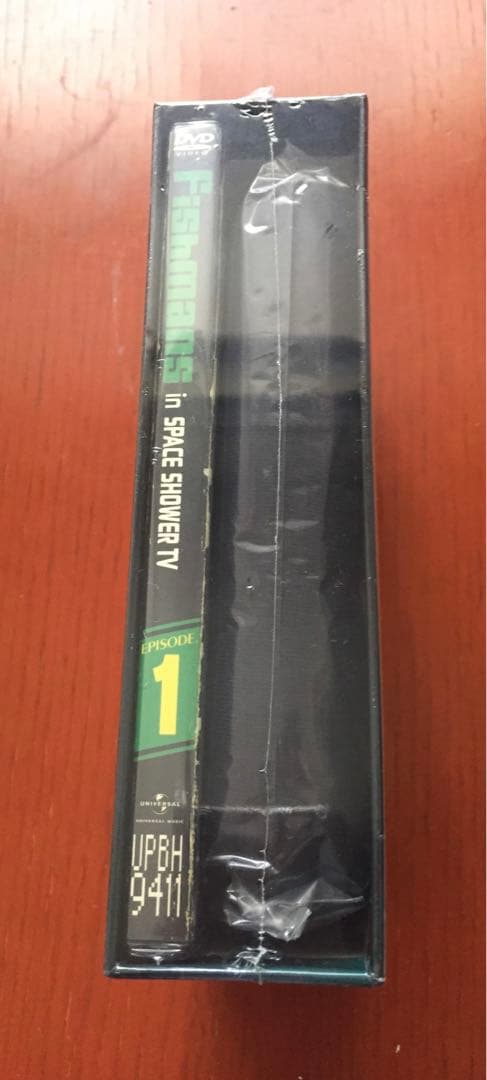 DVD
VIDEO
Fishmans
in SPACE SHOWER TV
EPISODE
1
UNIVERSAL
UNIVERSAL MUSIC
UPBH
9411